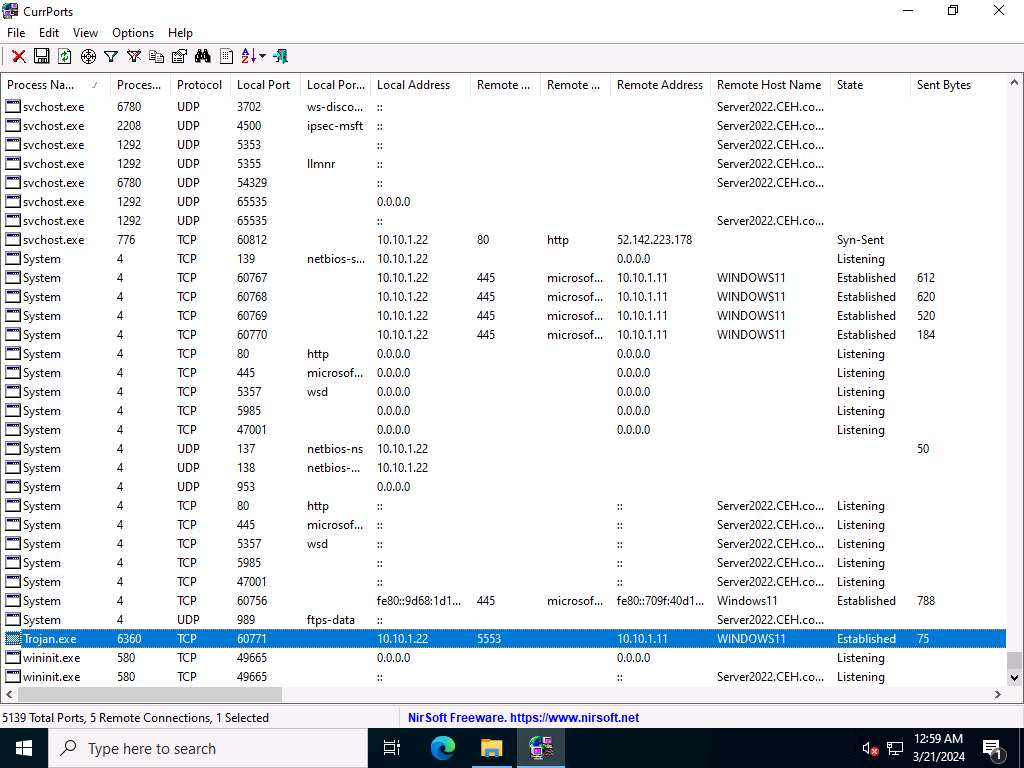 CurrPorts
File Edit View Options Help
Process Na... Process... Protocol Local Port Local Por... Local Address Remote ... Remote ... Remote Address Remote Host Name State Sent Bytes
svchost.exe 6780 UDP 3702 ws-disco... :: Server2022.CEH.co...
svchost.exe 2208 UDP 4500 ipsec-msft :: Server2022.CEH.co...
svchost.exe 1292 UDP 5353 :: Server2022.CEH.co...
svchost.exe 1292 UDP 5355 llmnr :: Server2022.CEH.co...
svchost.exe 6780 UDP 54329 :: Server2022.CEH.co...
svchost.exe 1292 UDP 65535 0.0.0.0
svchost.exe 1292 UDP 65535 :: Server2022.CEH.co...
svchost.exe 776 TCP 60812 10.10.1.22 80 http 52.142.223.178 Syn-Sent
System 4 TCP 139 netbios-s... 10.10.1.22 0.0.0.0 Listening
System 4 TCP 60767 10.10.1.22 445 microsof... 10.10.1.11 WINDOWS11 Established 612
System 4 TCP 60768 10.10.1.22 445 microsof... 10.10.1.11 WINDOWS11 Established 620
System 4 TCP 60769 10.10.1.22 445 microsof... 10.10.1.11 WINDOWS11 Established 520
System 4 TCP 60770 10.10.1.22 445 microsof... 10.10.1.11 WINDOWS11 Established 184
System 4 TCP 80 http 0.0.0.0 0.0.0.0 Listening
System 4 TCP 445 microsof... 0.0.0.0 0.0.0.0 Listening
System 4 TCP 5357 wsd 0.0.0.0 0.0.0.0 Listening
System 4 TCP 5985 0.0.0.0 0.0.0.0 Listening
System 4 TCP 47001 0.0.0.0 0.0.0.0 Listening
System 4 UDP 137 netbios-ns 10.10.1.22 50
System 4 UDP 138 netbios-... 10.10.1.22
System 4 UDP 953 0.0.0.0
System 4 TCP 80 http :: :: Server2022.CEH.co... Listening
System 4 TCP 445 microsof... :: :: Server2022.CEH.co... Listening
System 4 TCP 5357 wsd :: :: Server2022.CEH.co... Listening
System 4 TCP 5985 :: :: Server2022.CEH.co... Listening
System 4 TCP 47001 :: :: Server2022.CEH.co... Listening
System 4 TCP 60756 fe80::9d68:1d1... 445 microsof... fe80::709f:40d1... Windows11 Established 788
System 4 UDP 989 ftps-data :: Server2022.CEH.co...
Trojan.exe 6360 TCP 60771 10.10.1.22 5553 10.10.1.11 WINDOWS11 Established 75
wininit.exe 580 TCP 49665 0.0.0.0 0.0.0.0 Listening
wininit.exe 580 TCP 49665 :: :: Server2022.CEH.co... Listening
5139 Total Ports, 5 Remote Connections, 1 Selected NirSoft Freeware. https://www.nirsoft.net
Type here to search
12:59 AM
3/21/2024
1